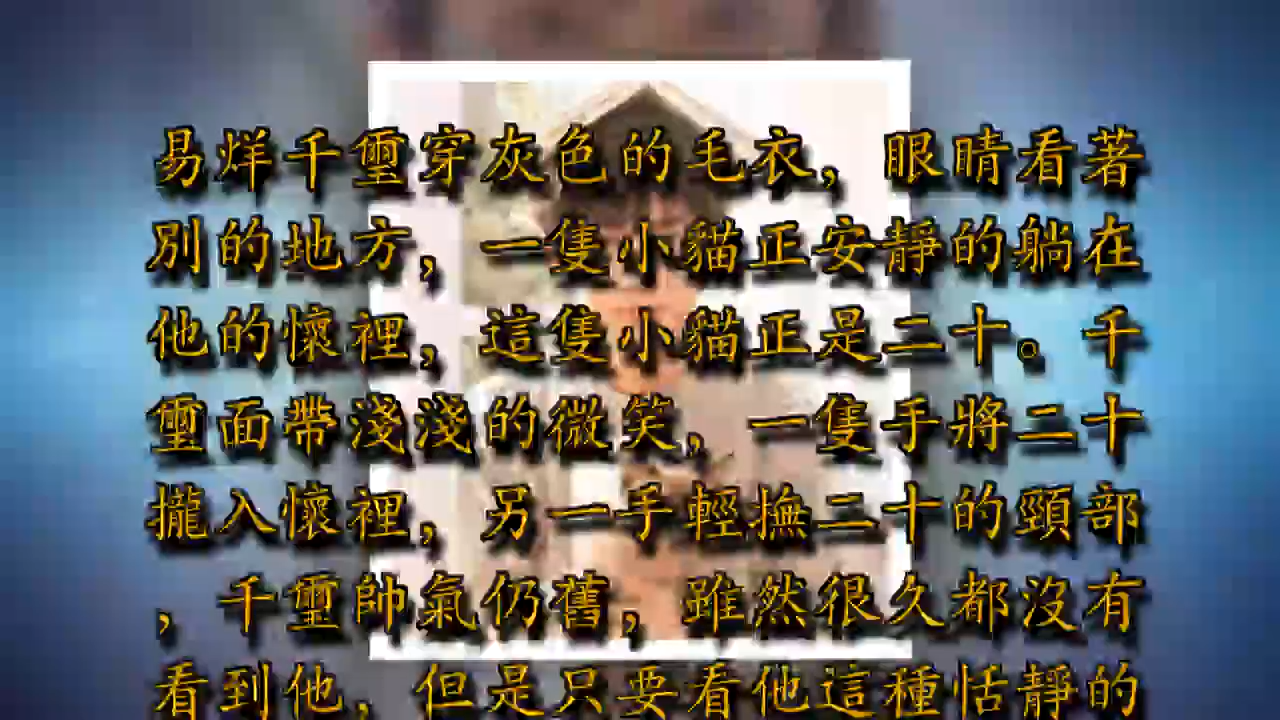 易烊千璽穿灰色的毛衣，眼睛看著
別的地方，一隻小貓正安靜的躺在
他的懷裡，這隻小貓正是二十。千
璽面帶淺淺的微笑，一隻手將二十
攏入懷裡，另一手輕撫二十的頸部
，千璽帥氣仍舊，雖然很久都沒有
看到他，但是只要看他這種恬靜的